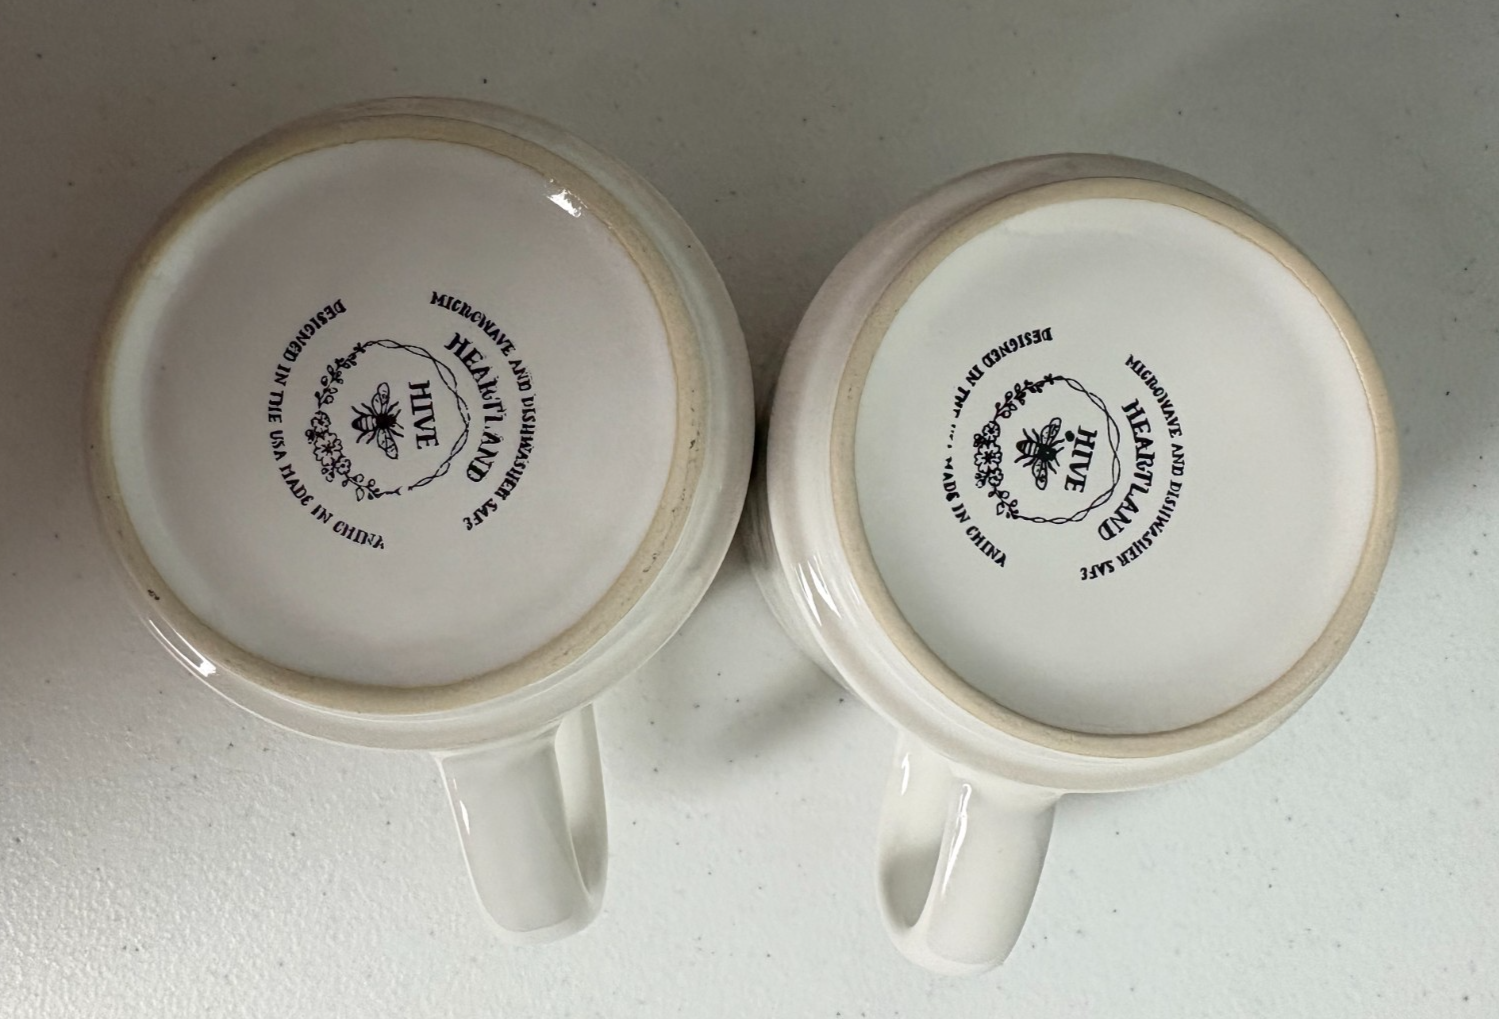 MICROWAVE AND DISHWASHER SAFE
HEARTLAND
HIVE
DESIGNED IN THE USA MADE IN CHINA
MICROWAVE AND DISHWASHER SAFE
HEARTLAND
HIVE
DESIGNED IN MADE IN CHINA